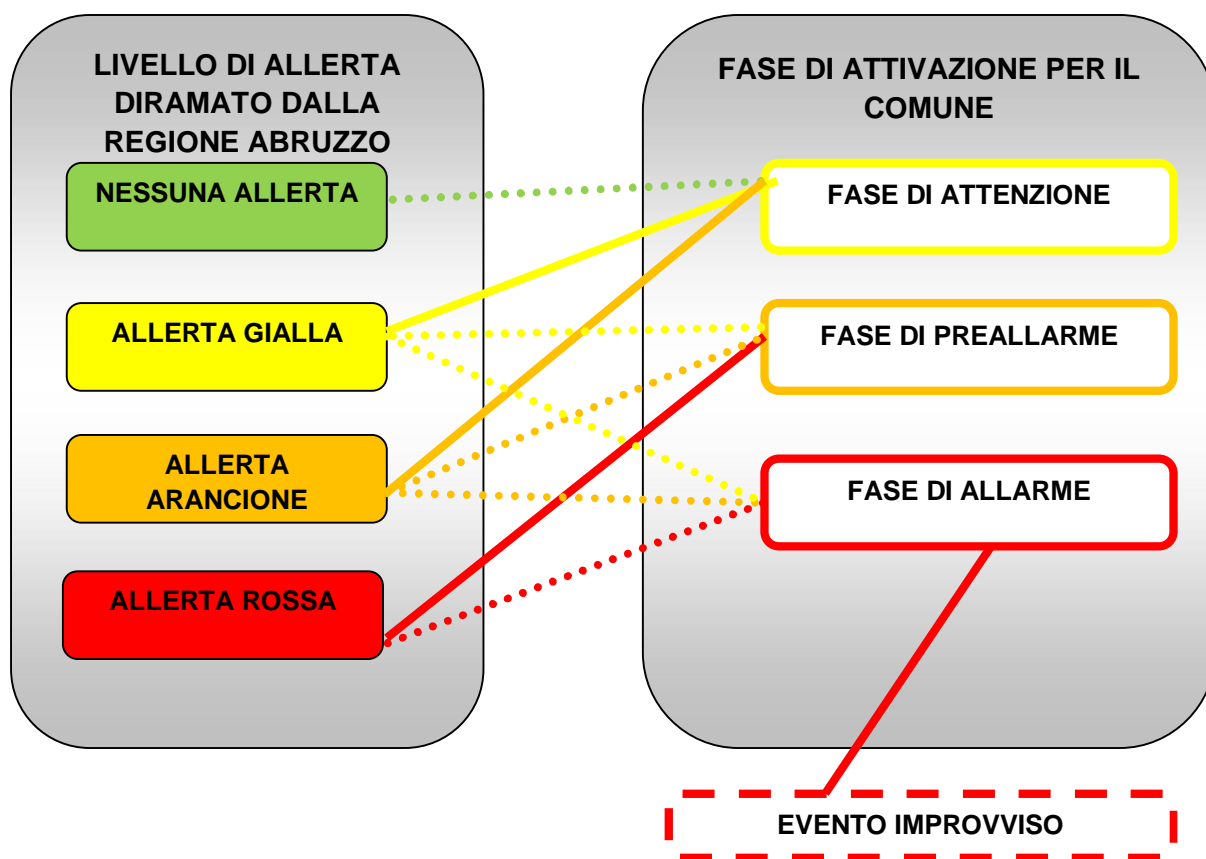 LIVELLO DI ALLERTA
DIRAMATO DALLA
REGIONE ABRUZZO
NESSUNA ALLERTA
ALLERTA GIALLA
ALLERTA
ARANCIONE
ALLERTA ROSSA
FASE DI ATTIVAZIONE PER IL
COMUNE
FASE DI ATTENZIONE
FASE DI PREALLARME
FASE DI ALLARME
EVENTO IMPROVVISO